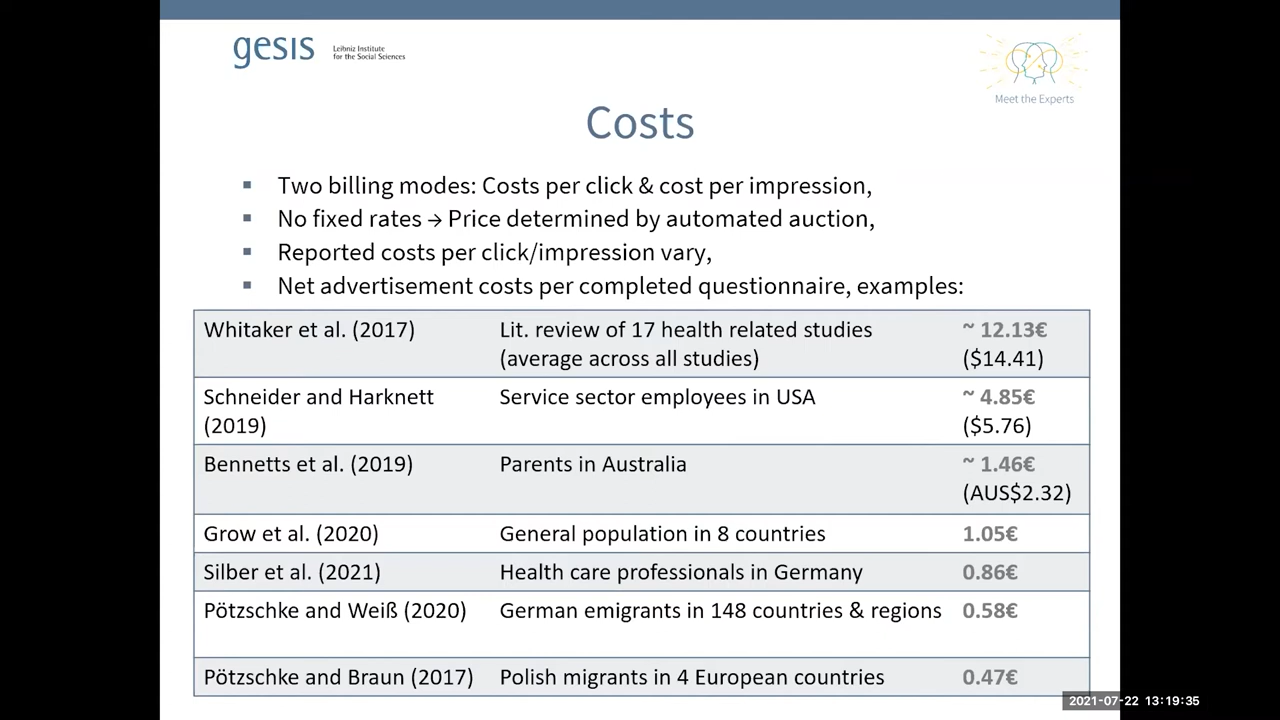 gesis
Leibniz Institute
for the Social Sciences
Meet the Experts
Costs
▪ Two billing modes: Costs per click & cost per impression,
▪ No fixed rates → Price determined by automated auction,
▪ Reported costs per click/impression vary,
▪ Net advertisement costs per completed questionnaire, examples:
Whitaker et al. (2017) Lit. review of 17 health related studies ~ 12.13€
(average across all studies) ($14.41)
Schneider and Harknett Service sector employees in USA ~ 4.85€
(2019) ($5.76)
Bennetts et al. (2019) Parents in Australia ~ 1.46€
(AUS$2.32)
Grow et al. (2020) General population in 8 countries 1.05€
Silber et al. (2021) Health care professionals in Germany 0.86€
Pötzschke and Weiß (2020) German emigrants in 148 countries & regions 0.58€
Pötzschke and Braun (2017) Polish migrants in 4 European countries 0.47€
2021-07-22 13:19:35